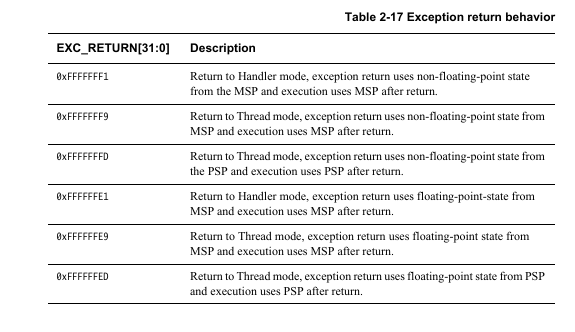 Table 2-17 Exception return behavior
EXC_RETURN[31:0] Description
0xFFFFFFF1 Return to Handler mode, exception return uses non-floating-point state
from the MSP and execution uses MSP after return.
0xFFFFFFF9 Return to Thread mode, exception return uses non-floating-point state from
MSP and execution uses MSP after return.
0xFFFFFFFD Return to Thread mode, exception return uses non-floating-point state from
the PSP and execution uses PSP after return.
0xFFFFFFE1 Return to Handler mode, exception return uses floating-point-state from
MSP and execution uses MSP after return.
0xFFFFFFE9 Return to Thread mode, exception return uses floating-point state from
MSP and execution uses MSP after return.
0xFFFFFFED Return to Thread mode, exception return uses floating-point state from PSP
and execution uses PSP after return.